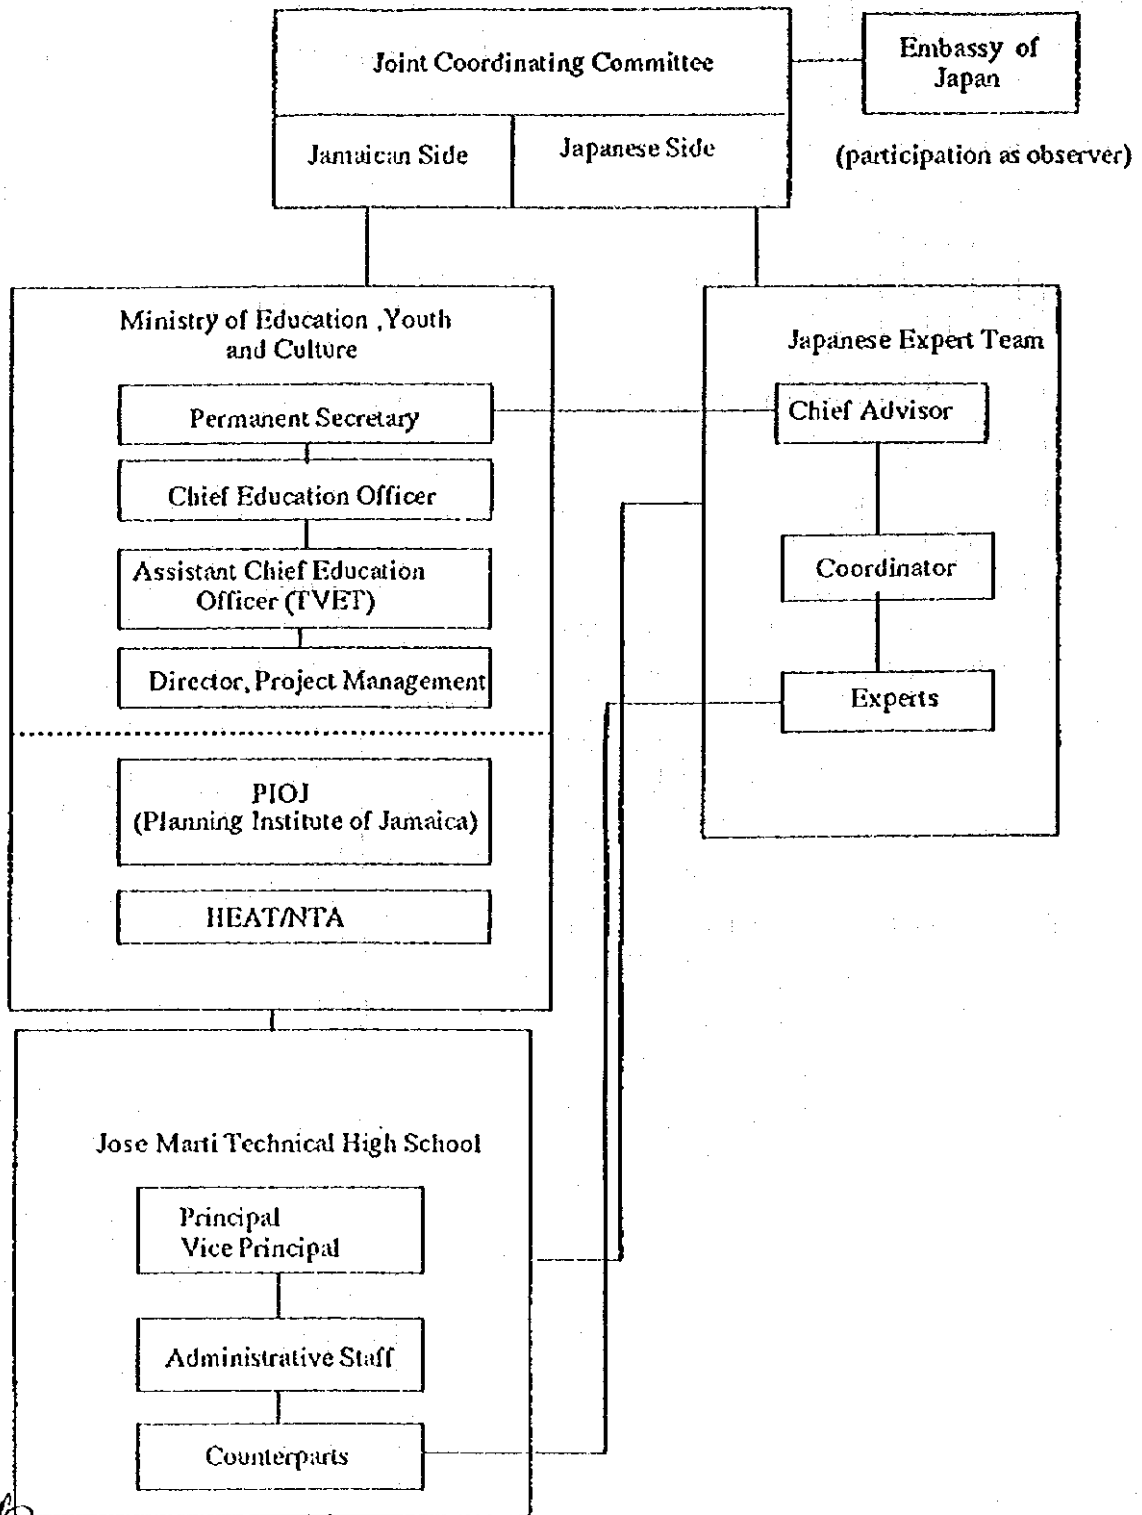 Joint Coordinating Committee
Embassy of
Japan
Jamaican Side
Japanese Side
(participation as observer)
Ministry of Education ,Youth
and Culture
Permanent Secretary
Chief Education Officer
Assistant Chief Education
Officer (TVET)
Director, Project Management
PIOJ
(Planning Institute of Jamaica)
HEAT/NTA
Japanese Expert Team
Chief Advisor
Coordinator
Experts
Jose Marti Technical High School
Principal
Vice Principal
Administrative Staff
Counterparts